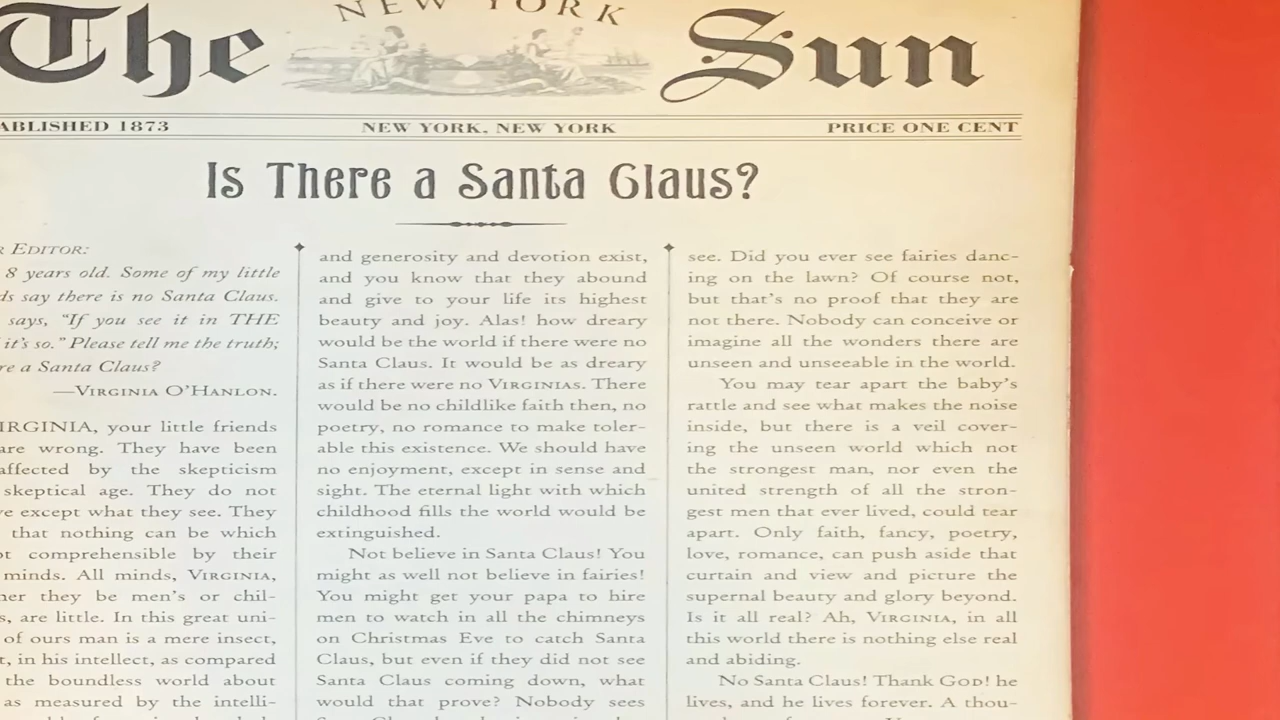 NEW YORK
The Sun
ABLISHED 1873 NEW YORK, NEW YORK PRICE ONE CENT
Is There a Santa Claus?
EDITOR:
8 years old. Some of my little
say there is no Santa Claus.
says, "If you see it in THE
it's so." Please tell me the truth;
a Santa Claus?
—VIRGINIA O'HANLON.
IRGINIA, your little friends
are wrong. They have been
affected by the skepticism
skeptical age. They do not
except what they see. They
that nothing can be which
comprehensible by their
minds. All minds, VIRGINIA,
her they be men's or chil-
are little. In this great uni-
of ours man is a mere insect,
in his intellect, as compared
the boundless world about
as measured by the intelli-
and generosity and devotion exist,
and you know that they abound
and give to your life its highest
beauty and joy. Alas! how dreary
would be the world if there were no
Santa Claus. It would be as dreary
as if there were no VIRGINIAS. There
would be no childlike faith then, no
poetry, no romance to make toler-
able this existence. We should have
no enjoyment, except in sense and
sight. The eternal light with which
childhood fills the world would be
extinguished.
Not believe in Santa Claus! You
might as well not believe in fairies!
You might get your papa to hire
men to watch in all the chimneys
on Christmas Eve to catch Santa
Claus, but even if they did not see
Santa Claus coming down, what
would that prove? Nobody sees
see. Did you ever see fairies danc-
ing on the lawn? Of course not,
but that's no proof that they are
not there. Nobody can conceive or
imagine all the wonders there are
unseen and unseeable in the world.
You may tear apart the baby's
rattle and see what makes the noise
inside, but there is a veil cover-
ing the unseen world which not
the strongest man, nor even the
united strength of all the stron-
gest men that ever lived, could tear
apart. Only faith, fancy, poetry,
love, romance, can push aside that
curtain and view and picture the
supernal beauty and glory beyond.
Is it all real? Ah, VIRGINIA, in all
this world there is nothing else real
and abiding.
No Santa Claus! Thank GOD! he
lives, and he lives forever. A thou-